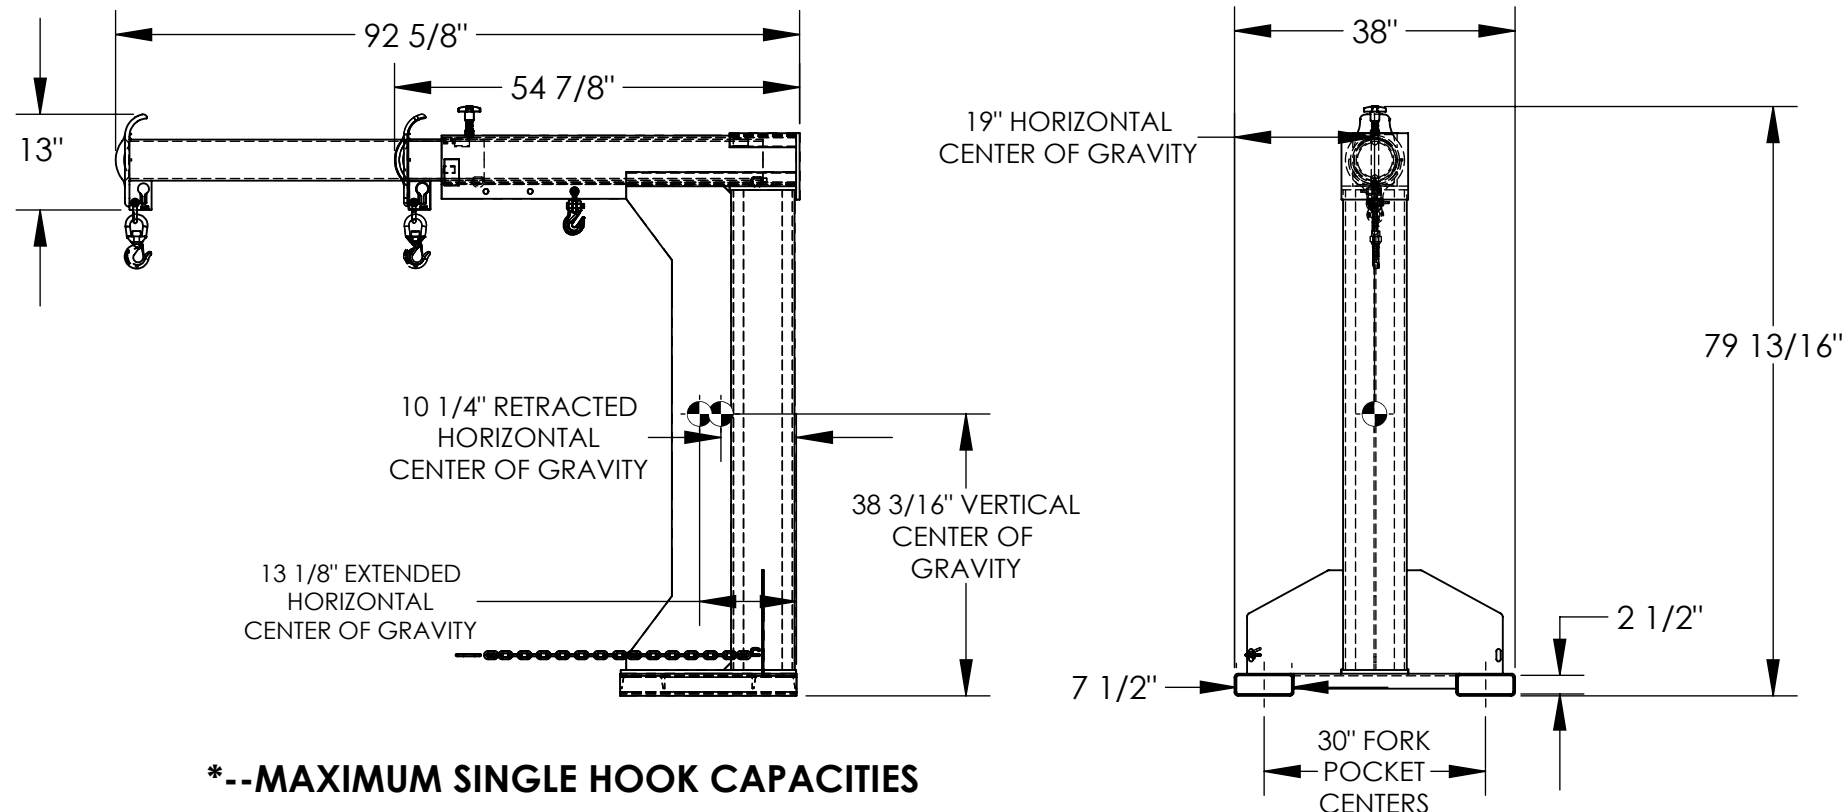 92 5/8"
54 7/8"
13"
10 1/4" RETRACTED
HORIZONTAL
CENTER OF GRAVITY
13 1/8" EXTENDED
HORIZONTAL
CENTER OF GRAVITY
38 3/16" VERTICAL
CENTER OF
GRAVITY
38"
19" HORIZONTAL
CENTER OF GRAVITY
79 13/16"
2 1/2"
7 1/2"
30" FORK
POCKET
CENTERS
*--MAXIMUM SINGLE HOOK CAPACITIES